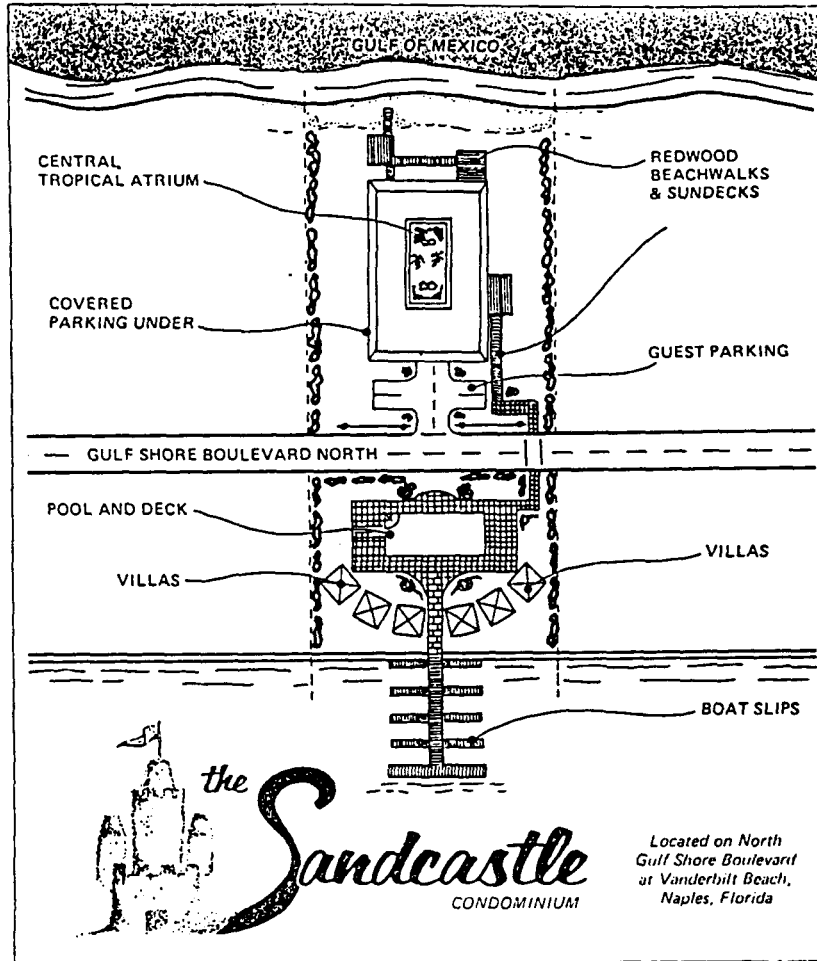 GULF OF MEXICO
CENTRAL
TROPICAL ATRIUM
REDWOOD
BEACHWALKS
& SUNDECKS
COVERED
PARKING UNDER
GUEST PARKING
GULF SHORE BOULEVARD NORTH
POOL AND DECK
VILLAS
VILLAS
BOAT SLIPS
the
Sandcastle
CONDOMINIUM
Located on North
Gulf Shore Boulevard
at Vanderbilt Beach,
Naples, Florida